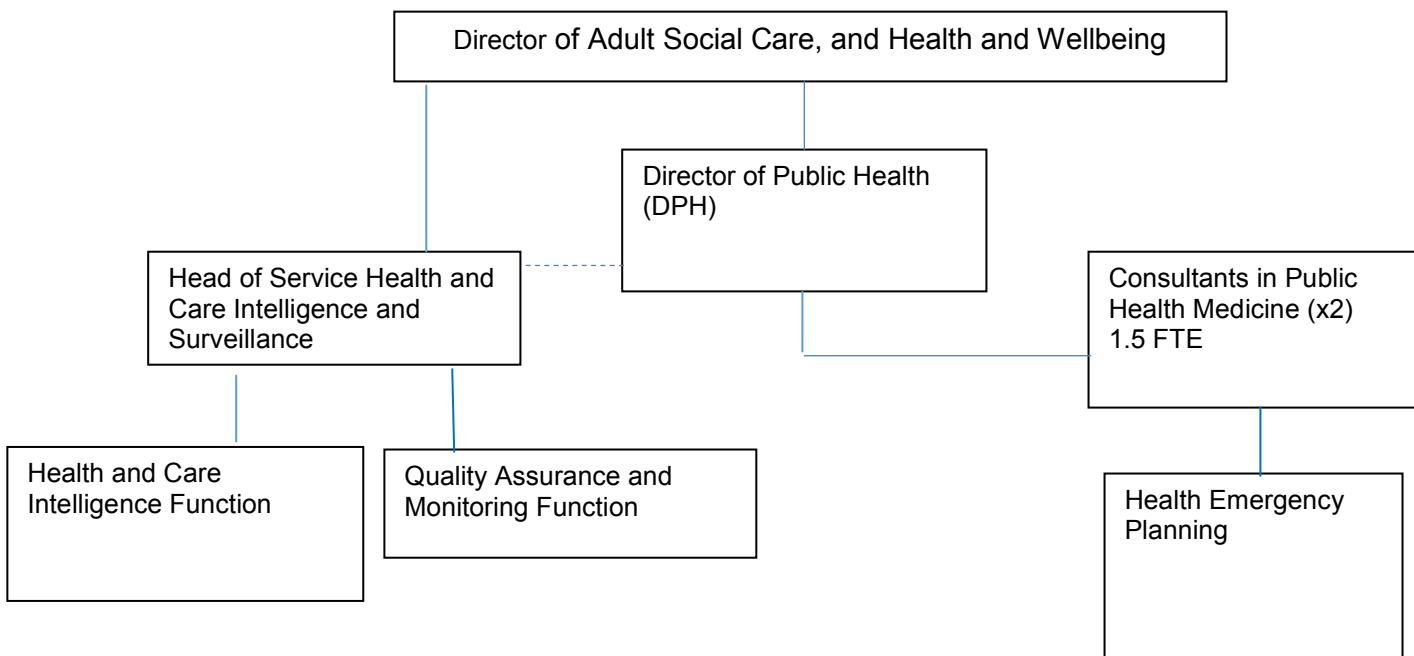 Director of Adult Social Care, and Health and Wellbeing
Director of Public Health
(DPH)
Head of Service Health and
Care Intelligence and
Surveillance
Consultants in Public
Health Medicine (x2)
1.5 FTE
Health and Care
Intelligence Function
Quality Assurance and
Monitoring Function
Health Emergency
Planning